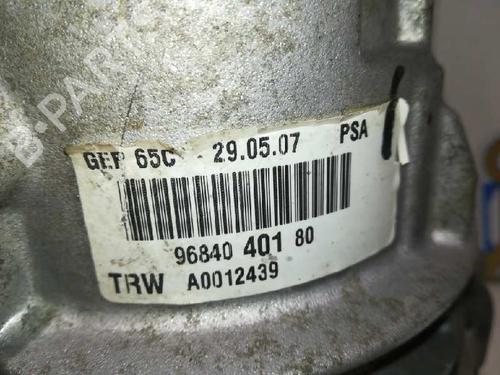 B-PARTS
GEP 65C 29.05.07 PSA
96840 401 80
TRW A0012439